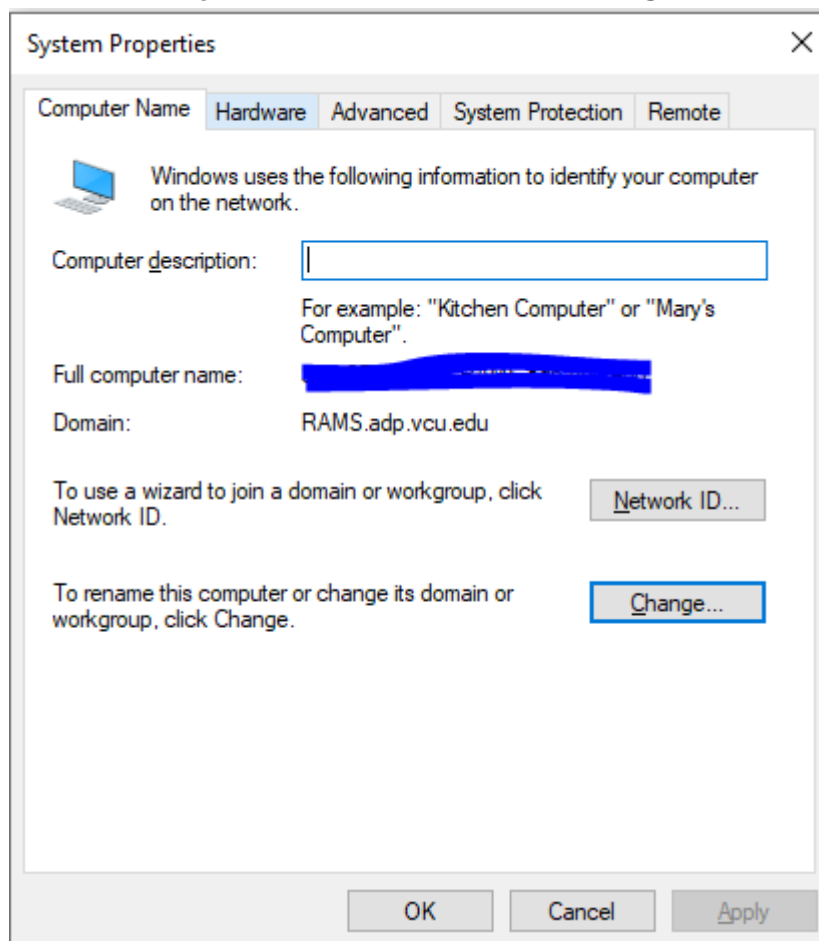 System Properties
Computer Name Hardware Advanced System Protection Remote
Windows uses the following information to identify your computer
on the network.
Computer description:
For example: "Kitchen Computer" or "Mary's
Computer".
Full computer name:
Domain: RAMS.adp.vcu.edu
To use a wizard to join a domain or workgroup, click
Network ID.
Network ID...
To rename this computer or change its domain or
workgroup, click Change.
Change...
OK Cancel Apply